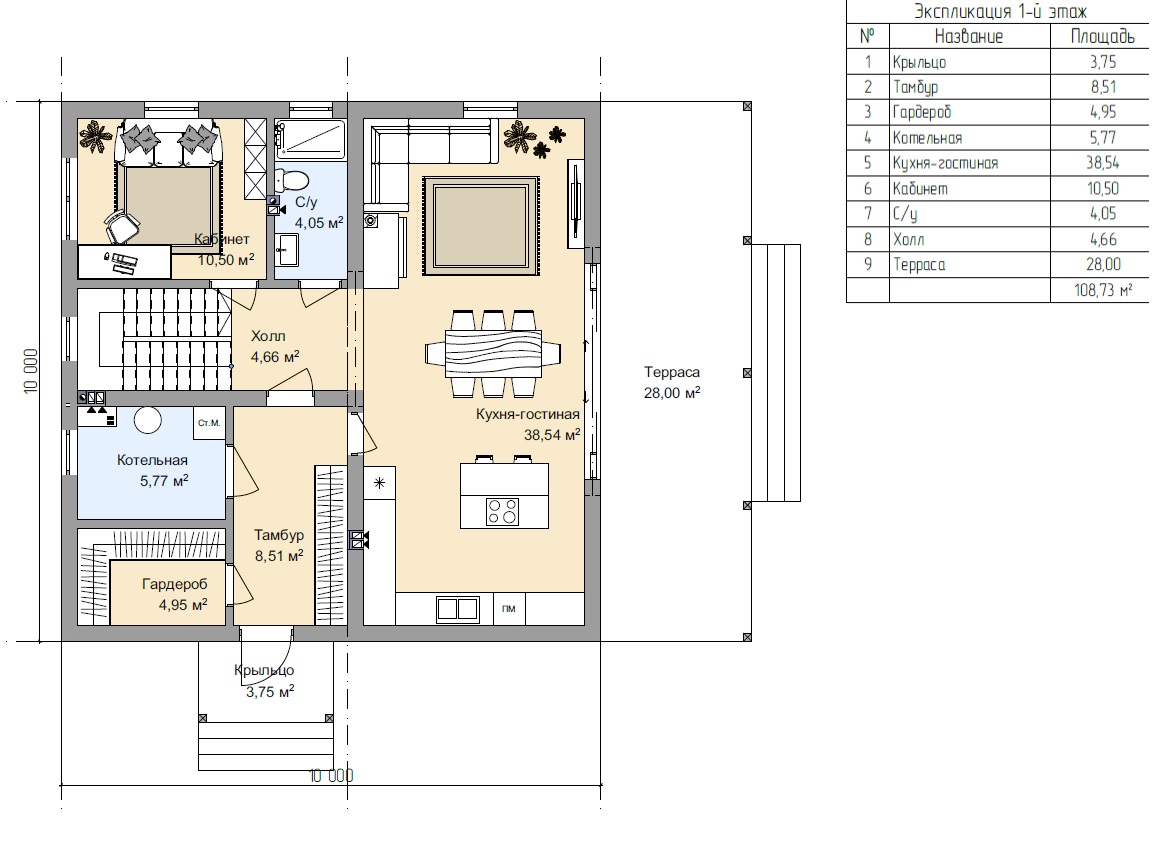 Экспликация 1-й этаж
№ Название Площадь
1 Крыльцо 3,75
2 Тамбур 8,51
3 Гардероб 4,95
4 Котельная 5,77
5 Кухня-гостиная 38,54
6 Кабинет 10,50
7 С/у 4,05
8 Холл 4,66
9 Терраса 28,00
108,73 м²
С/у
4,05 м²
Кабинет
10,50 м²
Холл
4,66 м²
10 000
Терраса
28,00 м²
Кухня-гостиная
38,54 м²
Ст.М.
Котельная
5,77 м²
Тамбур
8,51 м²
Гардероб
4,95 м²
ПМ
Крыльцо
3,75 м²
10 000